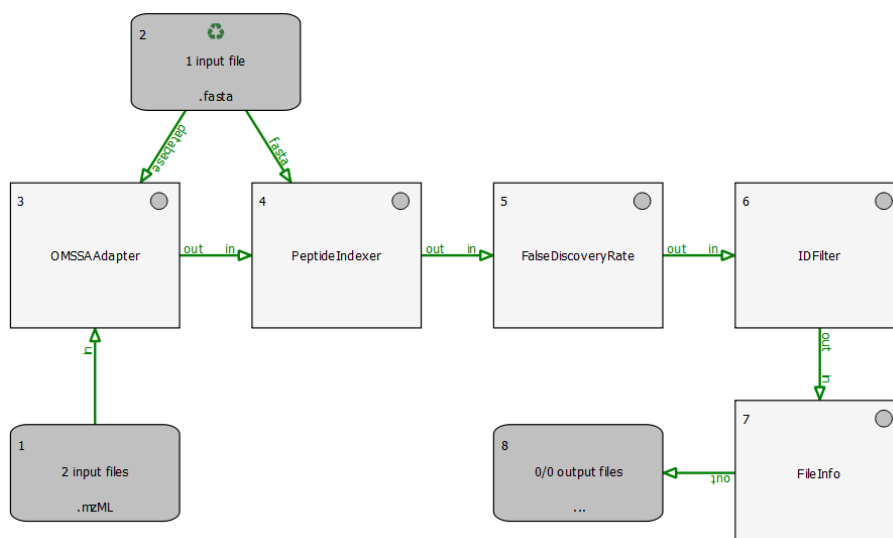 2
1 input file
.fasta
database
fasta
3
OMSSAAdapter
out
in
4
PeptideIndexer
out
in
5
FalseDiscoveryRate
out
in
6
IDFilter
in
out
in
1
2 input files
.mzML
8
0/0 output files
...
out
7
FileInfo